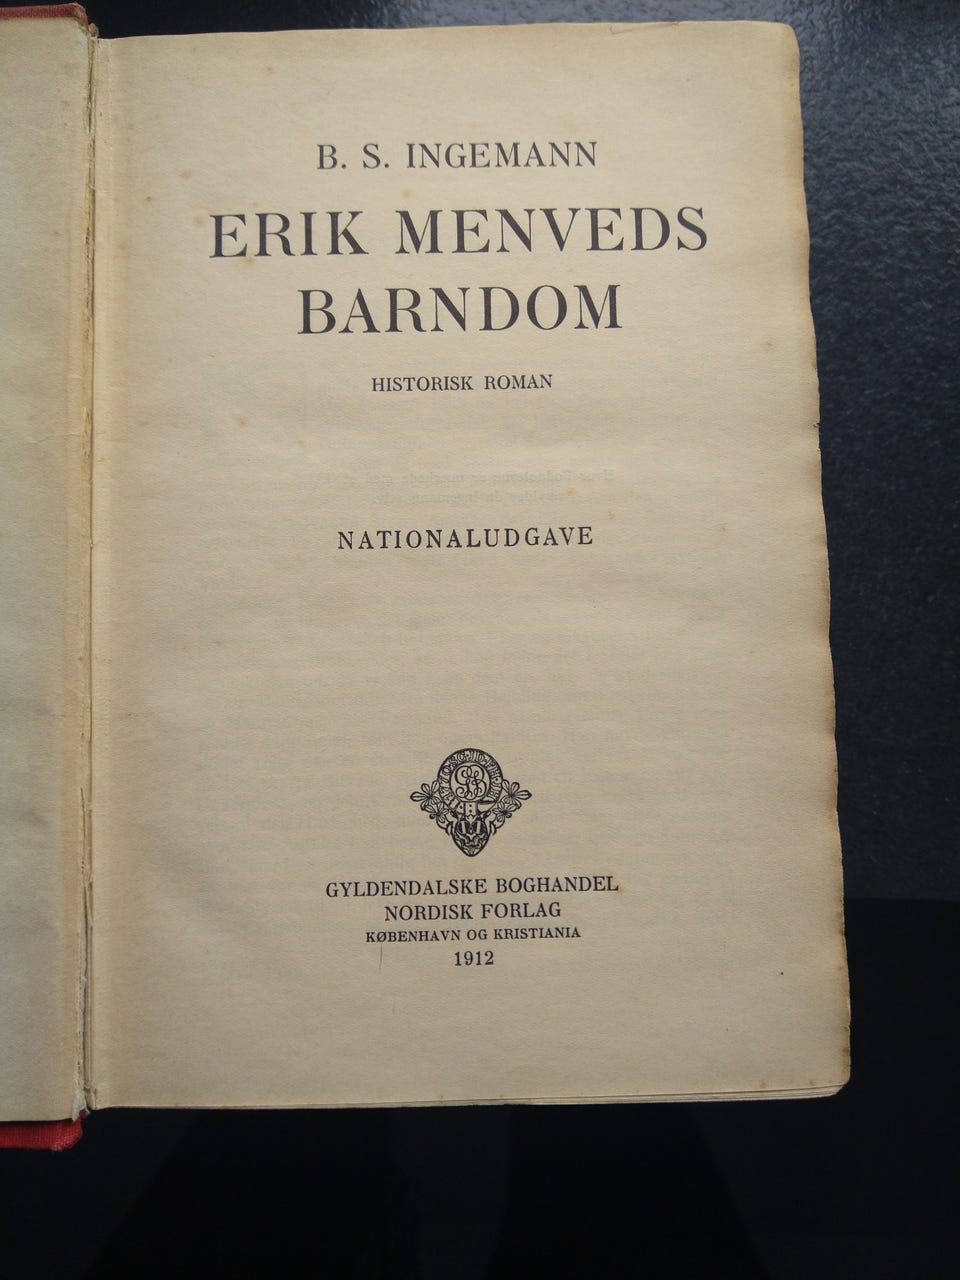 B. S. INGEMANN
ERIK MENVEDS
BARNDOM
HISTORISK ROMAN
NATIONALUDGAVE
GYLDENDALSKE BOGHANDEL
NORDISK FORLAG
KØBENHAVN OG KRISTIANIA
1912